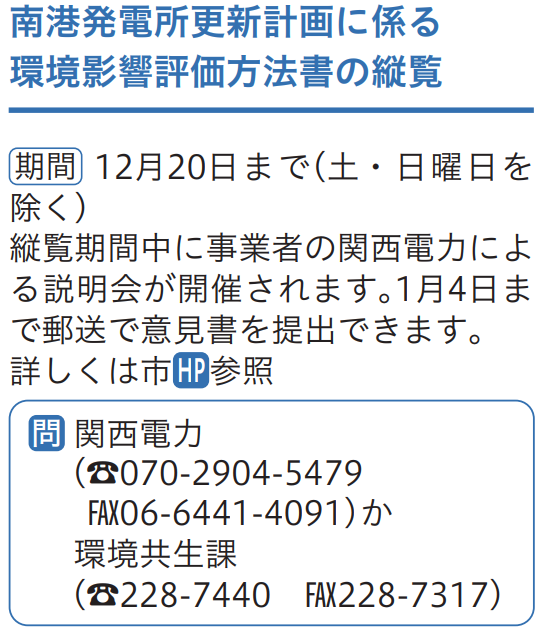 南港発電所更新計画に係る
環境影響評価方法書の縦覧
期間 12月20日まで(土・日曜日を
除く)
縦覧期間中に事業者の関西電力によ
る説明会が開催されます。1月4日ま
で郵送で意見書を提出できます。
詳しくは市HP参照
問 関西電力
(☎070-2904-5479
FAX06-6441-4091)か
環境共生課
(☎228-7440 FAX228-7317)